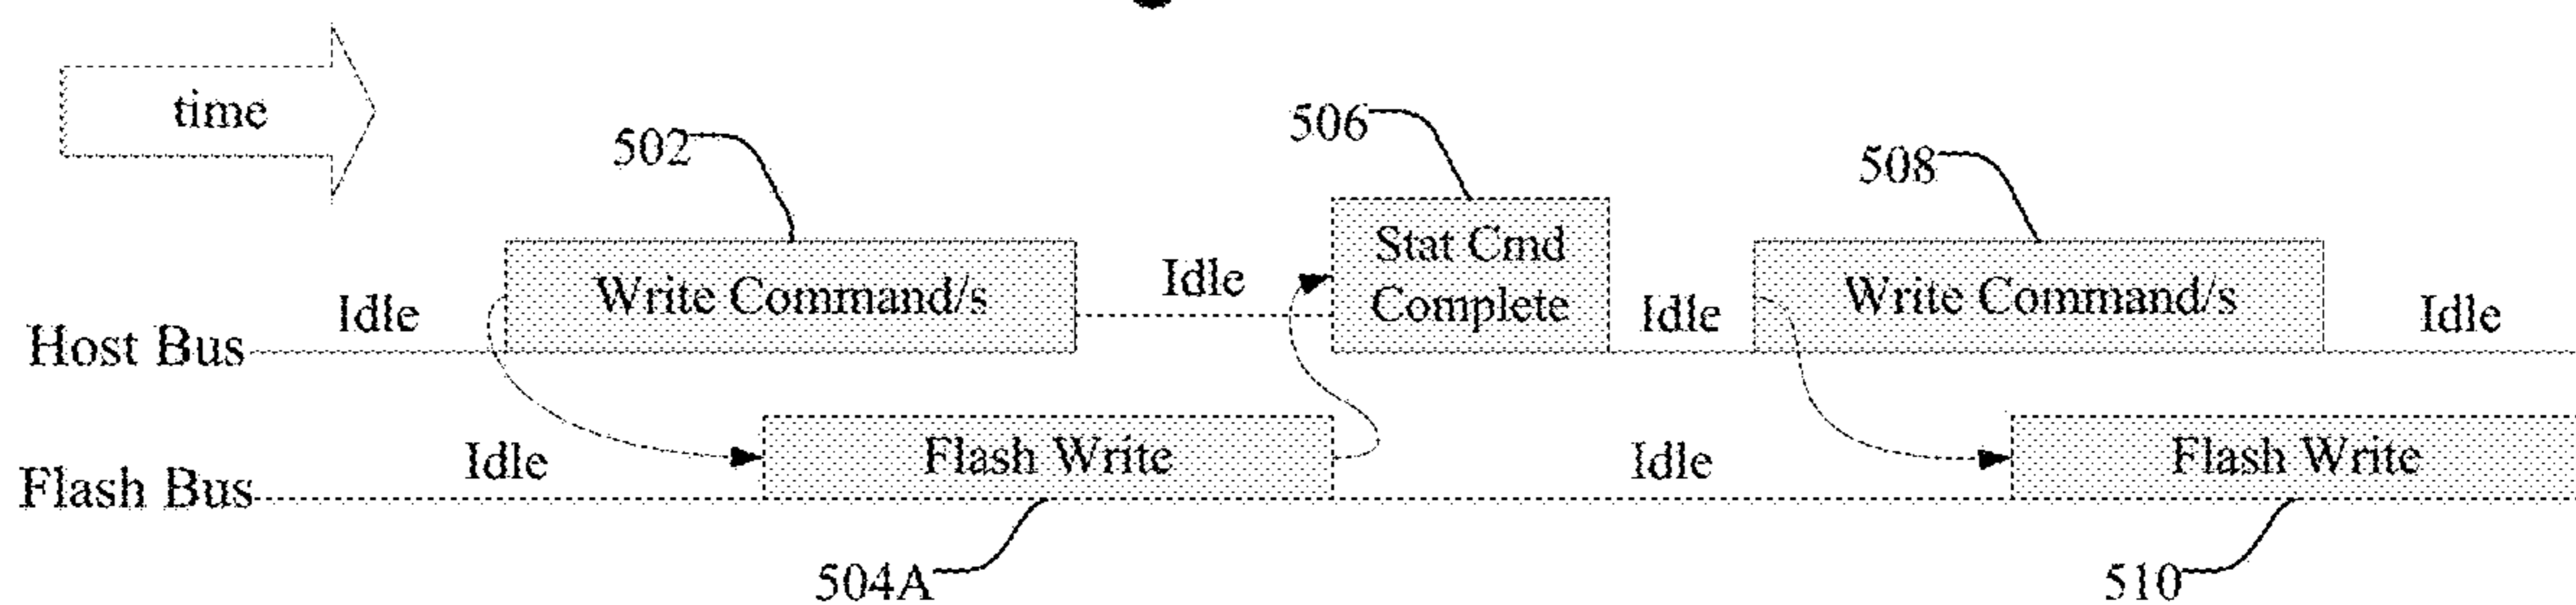 time
502
506
508
Host Bus
Idle
Write Command/s
Idle
Stat Cmd
Complete
Idle
Write Command/s
Idle
Flash Bus
Idle
Flash Write
Idle
Flash Write
504A
510